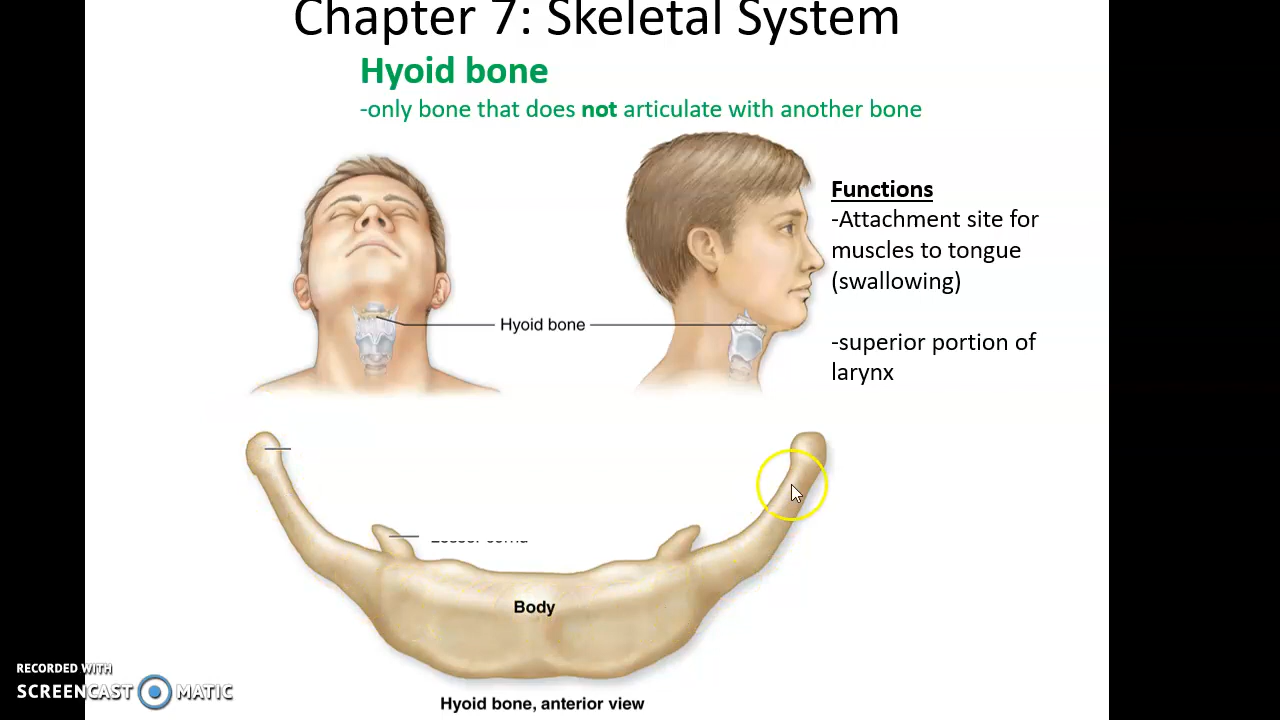 Chapter 7: Skeletal System
Hyoid bone
-only bone that does not articulate with another bone
Functions
-Attachment site for
muscles to tongue
(swallowing)
-superior portion of
larynx
Hyoid bone
Body
Hyoid bone, anterior view
RECORDED WITH
SCREENCAST MATIC